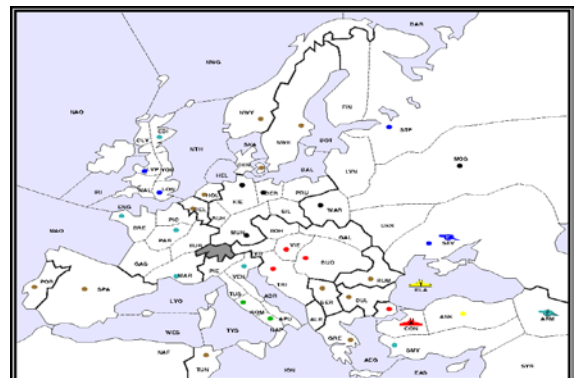 BAR
NWG
NAO
FIN
NWY
EDI
CLY
SWE
STP
NTH
SKA
BOT
MOS
DEN
LVP YOR
HEL
BAL
LVN
IRI
WAL
LON
HOL
KIE
BER
PRU
ENG
BEL
RUH
SIL
WAR
UKR
PIC
MAO
BRE
PAR
MUN
BOH
GAL
SEV
BUR
GAS
TYR
VIE
BUD
MAR
PIE
VEN
TRI
RUM
POR
SPA
TUS
ADR
SER
BUL
BLA
LYO
ROM
APU
ALB
ANK
ARM
CON
WES
TYS
NAP
GRE
SMY
NAF
AEG
SYR
TUN
ION
EAS